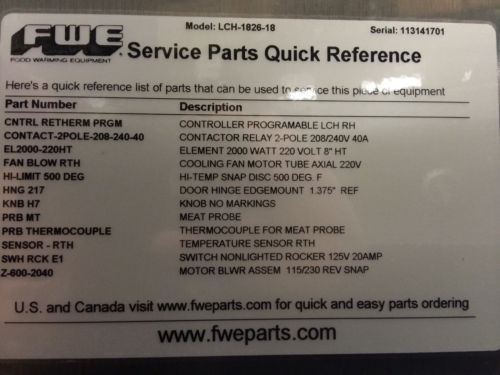 Model: LCH-1826-18
Serial: 113141701
FWE
FOOD WARMING EQUIPMENT
Service Parts Quick Reference
Here's a quick reference list of parts that can be used to service this piece of equipment
Part Number Description
CNTRL RETHERM PRGM CONTROLLER PROGRAMABLE LCH RH
CONTACT-2POLE-208-240-40 CONTACTOR RELAY 2-POLE 208/240V 40A
EL2000-220HT ELEMENT 2000 WATT 220 VOLT 8" HT
FAN BLOW RTH COOLING FAN MOTOR TUBE AXIAL 220V
HI-LIMIT 500 DEG HI-TEMP SNAP DISC 500 DEG. F
HNG 217 DOOR HINGE EDGEMOUNT 1.375" REF
KNB H7 KNOB NO MARKINGS
PRB MT MEAT PROBE
PRB THERMOCOUPLE THERMOCOUPLE FOR MEAT PROBE
SENSOR - RTH TEMPERATURE SENSOR RTH
SWH RCK E1 SWITCH NONLIGHTED ROCKER 125V 20AMP
Z-600-2040 MOTOR BLWR ASSEM 115/230 REV SNAP
U.S. and Canada visit www.fweparts.com for quick and easy parts ordering
www.fweparts.com